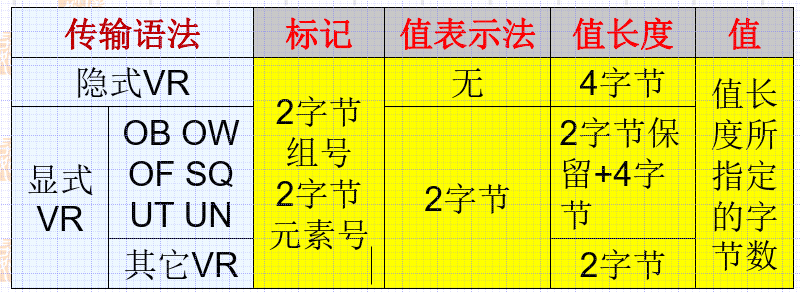 传输语法 标记 值表示法 值长度 值
隐式VR 2字节 无 4字节 值长
组号 度所
2字节 指定
元素号 的字
节数
显式 OB OW 2字节 2字节保
VR OF SQ 留+4字
UT UN 节
其它VR 2字节